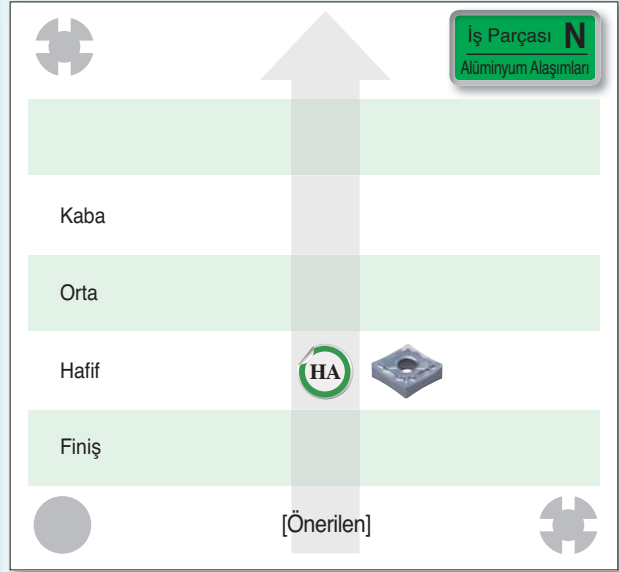 İş Parçası N
Alüminyum Alaşımları
Kaba
Orta
Hafif
HA
Finiş
[Önerilen]